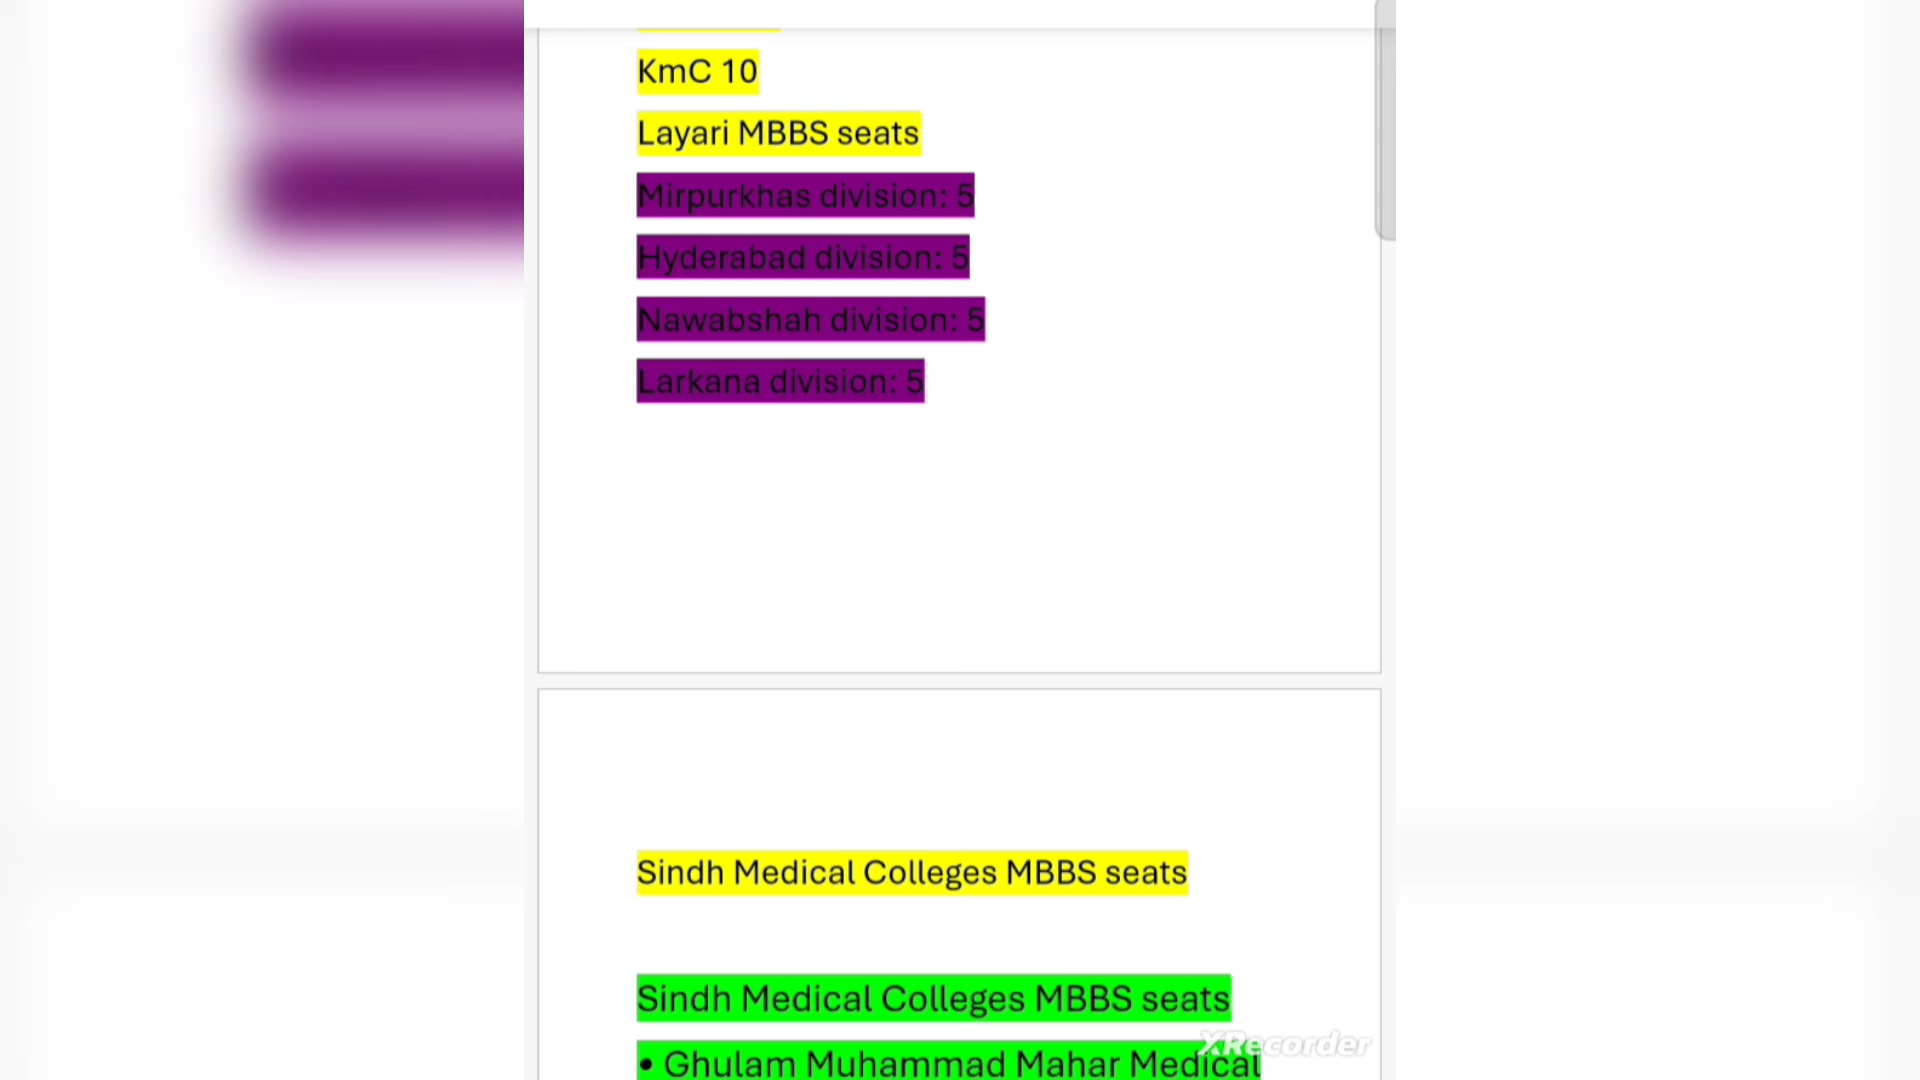 KmC 10
Layari MBBS seats
Mirpurkhas division: 5
Hyderabad division: 5
Nawabshah division: 5
Larkana division: 5
Sindh Medical Colleges MBBS seats
Sindh Medical Colleges MBBS seats
XRecorder
• Ghulam Muhammad Mahar Medical